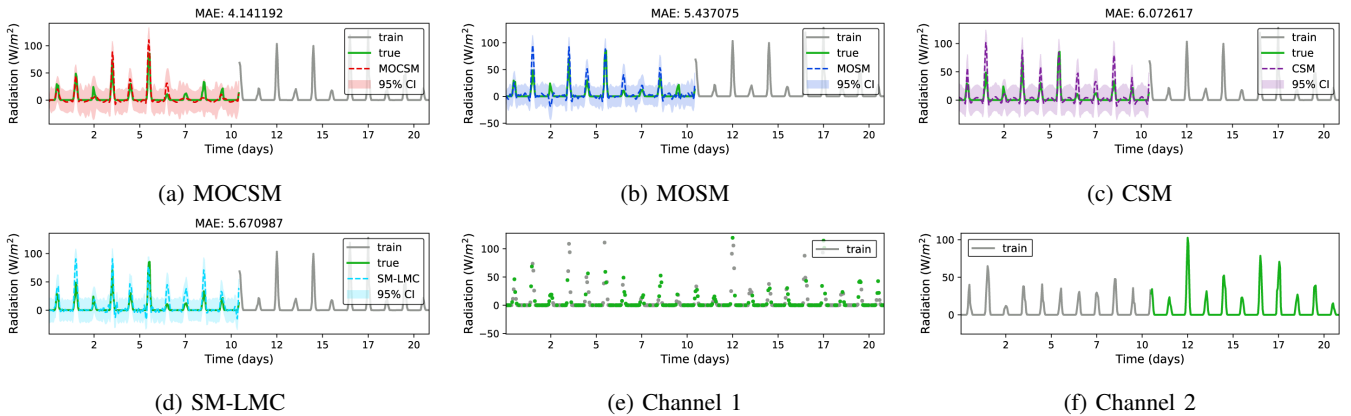 MAE: 4.141192
Radiation (W/m²)
100
50
0
train
true
MOCSM
95% CI
2 5 7 10 12 15 17 20
Time (days)
(a) MOCSM
MAE: 5.437075
Radiation (W/m²)
100
50
0
−50
train
true
MOSM
95% CI
2 5 7 10 12 15 17 20
Time (days)
(b) MOSM
MAE: 6.072617
Radiation (W/m²)
100
50
0
train
true
CSM
95% CI
2 5 7 10 12 15 17 20
Time (days)
(c) CSM
MAE: 5.670987
Radiation (W/m²)
100
50
0
train
true
SM-LMC
95% CI
2 5 7 10 12 15 17 20
Time (days)
(d) SM-LMC
Radiation (W/m²)
100
50
0
−50
train
2 5 7 10 12 15 17 20
Time (days)
(e) Channel 1
Radiation (W/m²)
100
50
0
train
2 5 7 10 12 15 17 20
Time (days)
(f) Channel 2